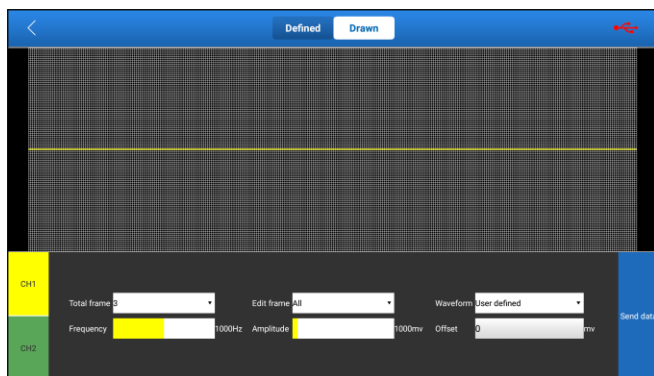 Defined Drawn
CH1
Total frame 3 Edit frame All Waveform User defined
Frequency 1000Hz Amplitude 1000mv Offset 0 mv
Send data
CH2